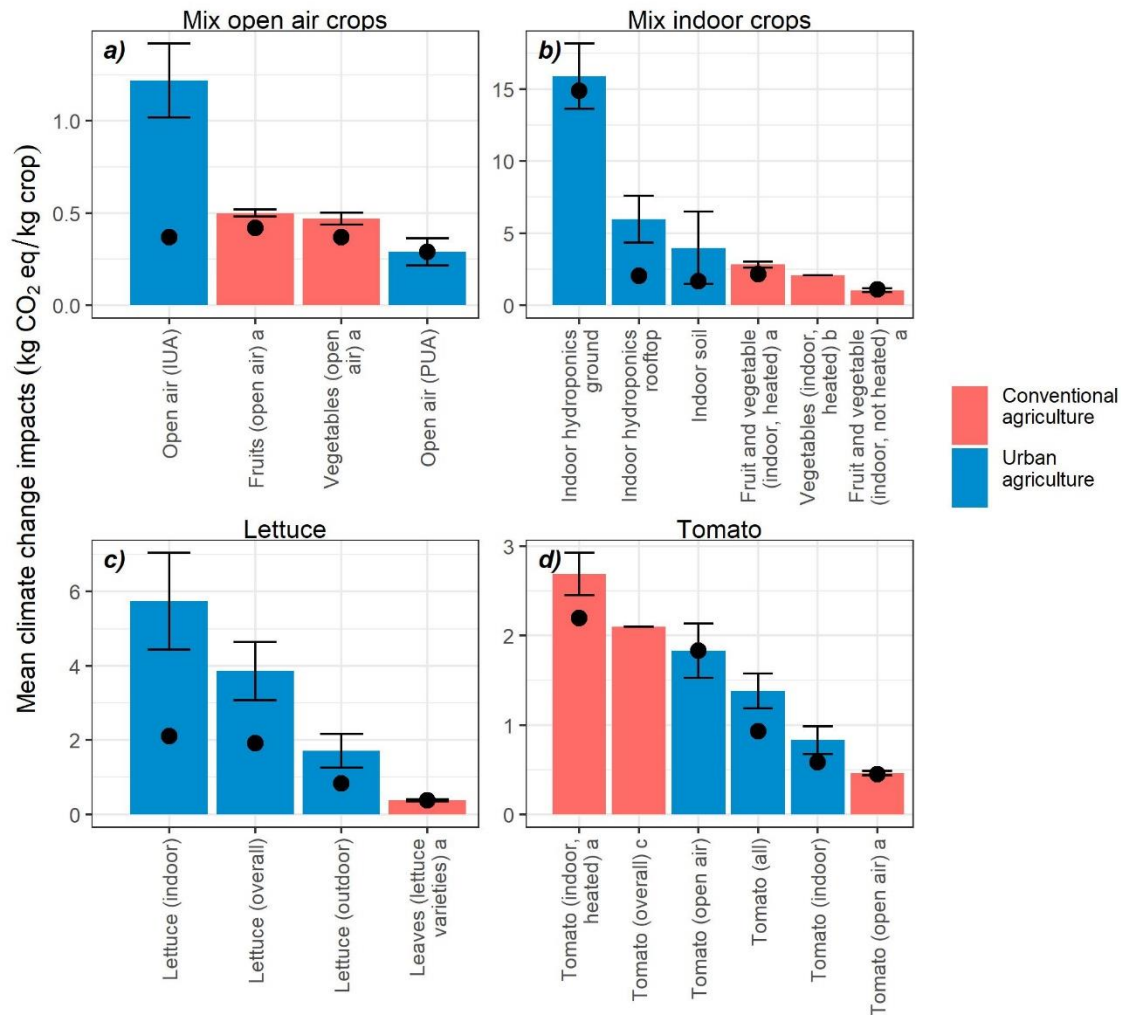 Mean climate change impacts (kg CO₂ eq/kg crop)
Mix open air crops
a)
1.0
0.5
0.0
Open air (IUA)
Fruits (open air) a
Vegetables (open
air) a
Open air (PUA)
Mix indoor crops
b)
15
10
5
0
Indoor hydroponics
ground
Indoor hydroponics
rooftop
Indoor soil
Fruit and vegetable
(indoor, heated) a
Vegetables (indoor,
heated) b
Fruit and vegetable
(indoor, not heated)
a
Conventional
agriculture
Urban
agriculture
Lettuce
c)
6
4
2
0
Lettuce (indoor)
Lettuce (overall)
Lettuce (outdoor)
Leaves (lettuce
varieties) a
Tomato
d)
3
2
1
0
Tomato (indoor,
heated) a
Tomato (overall) c
Tomato (open air)
Tomato (all)
Tomato (indoor)
Tomato (open air) a